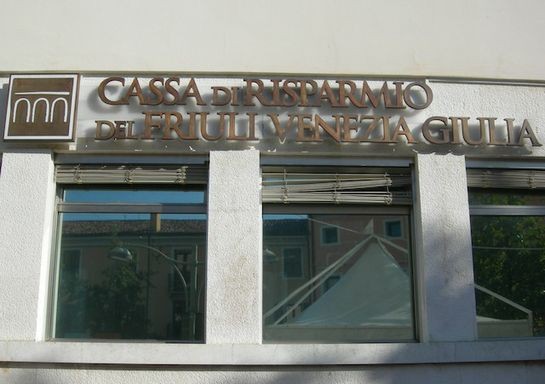 CASSA DI RISPARMIO
DEL FRIULI VENEZIA GIULIA